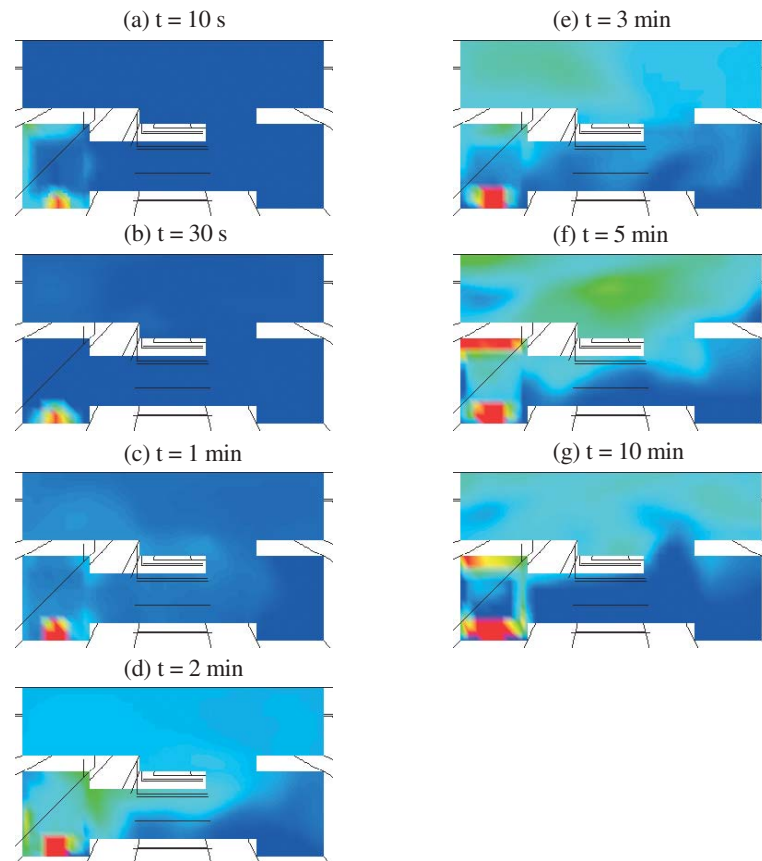 (a) t = 10 s
(b) t = 30 s
(c) t = 1 min
(d) t = 2 min
(e) t = 3 min
(f) t = 5 min
(g) t = 10 min